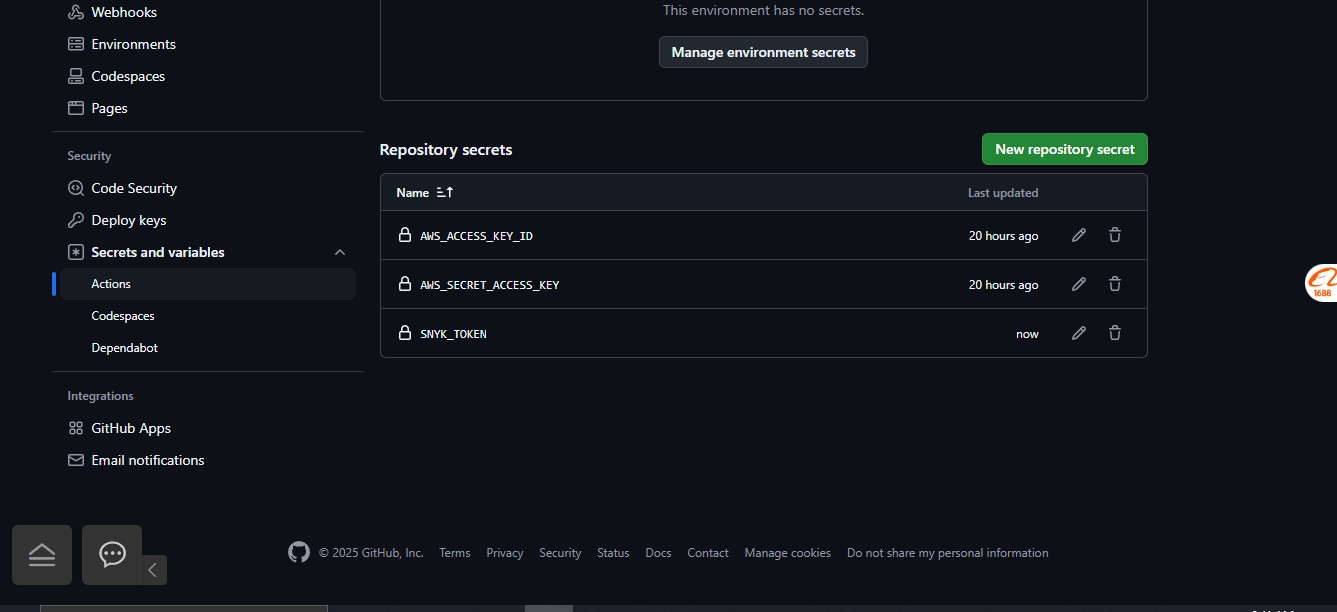 Webhooks
Environments
Codespaces
Pages
Security
Code Security
Deploy keys
Secrets and variables
Actions
Codespaces
Dependabot
Integrations
GitHub Apps
Email notifications
This environment has no secrets.
Manage environment secrets
Repository secrets
New repository secret
Name Last updated
AWS_ACCESS_KEY_ID 20 hours ago
AWS_SECRET_ACCESS_KEY 20 hours ago
SNYK_TOKEN now
1688
© 2025 GitHub, Inc. Terms Privacy Security Status Docs Contact Manage cookies Do not share my personal information